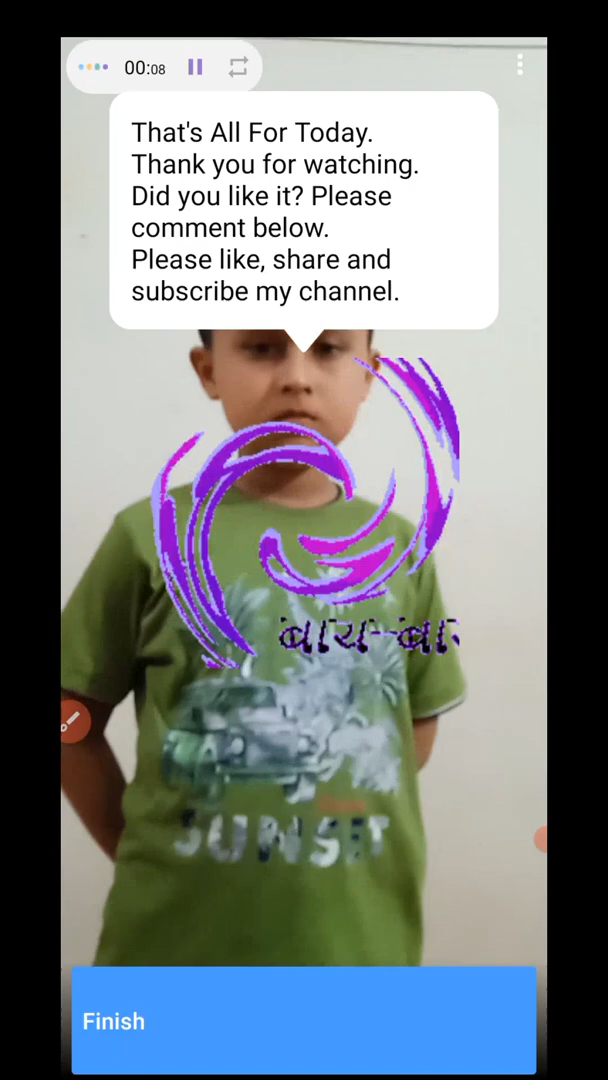 00:08
That's All For Today.
Thank you for watching.
Did you like it? Please
comment below.
Please like, share and
subscribe my channel.
બાય-બા
SUNSET
Finish